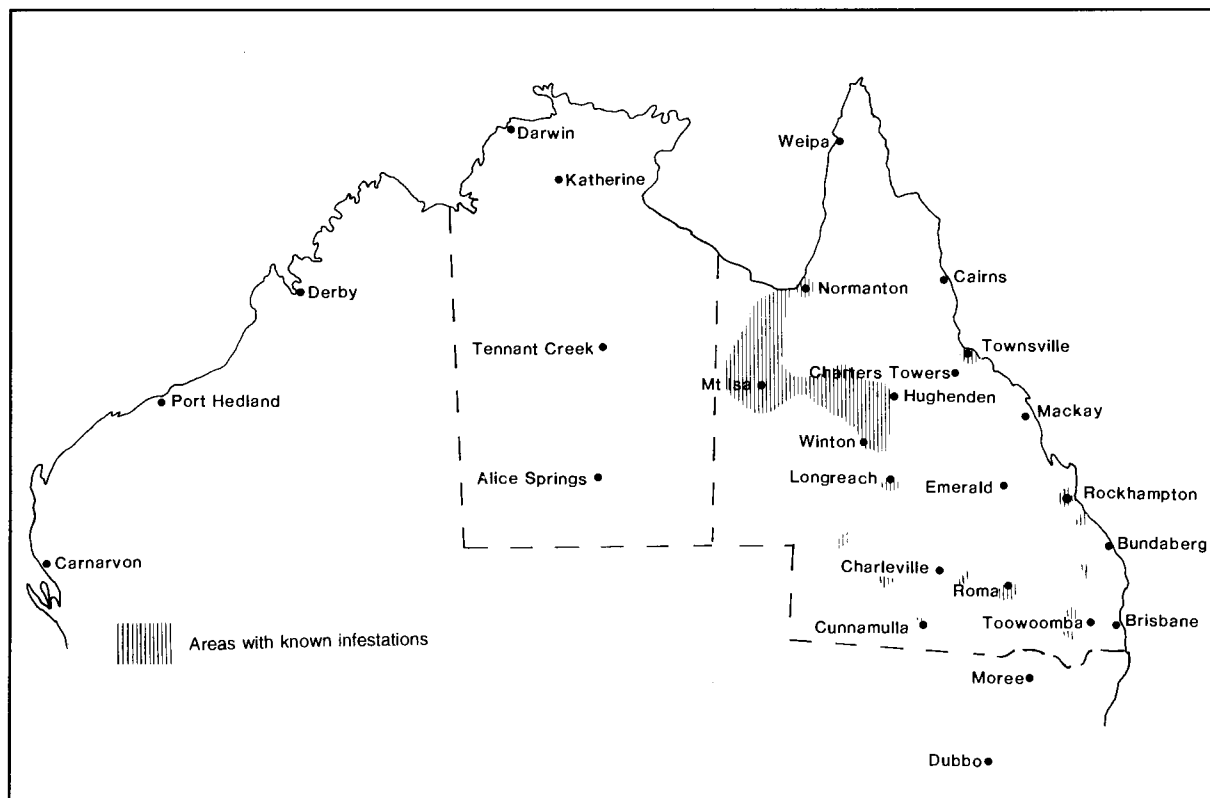 Darwin
Weipa
Katherine
Cairns
Normanton
Derby
Tennant Creek
Townsville
Charters Towers
Mt Isa
Hughenden
Port Hedland
Mackay
Winton
Alice Springs
Longreach
Emerald
Rockhampton
Bundaberg
Carnarvon
Charleville
Roma
Cunnamulla
Toowoomba
Brisbane
Areas with known infestations
Moree
Dubbo